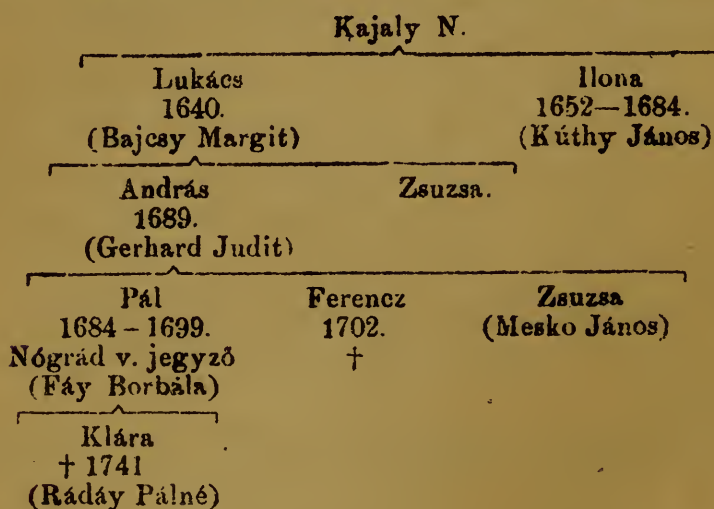 Kajaly N.
Lukács Ilona
1640. 1652—1684.
(Bajcsy Margit) (Kúthy János)
András Zsuzsa.
1689.
(Gerhard Judit)
Pál Ferencz Zsuzsa
1684–1699. 1702. (Mesko János)
Nógrád v. jegyző †
(Fáy Borbála)
Klára
† 1741
(Ráday Pálné)